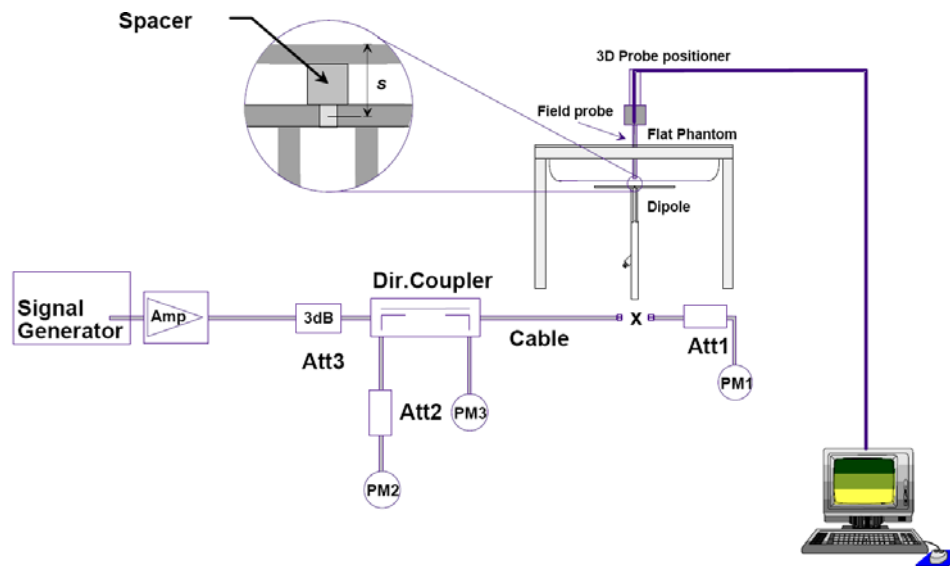 Spacer
s
3D Probe positioner
Field probe
Flat Phantom
Dipole
Signal
Generator
Amp
3dB
Att3
Dir.Coupler
Cable
x
Att1
PM1
Att2
PM3
PM2